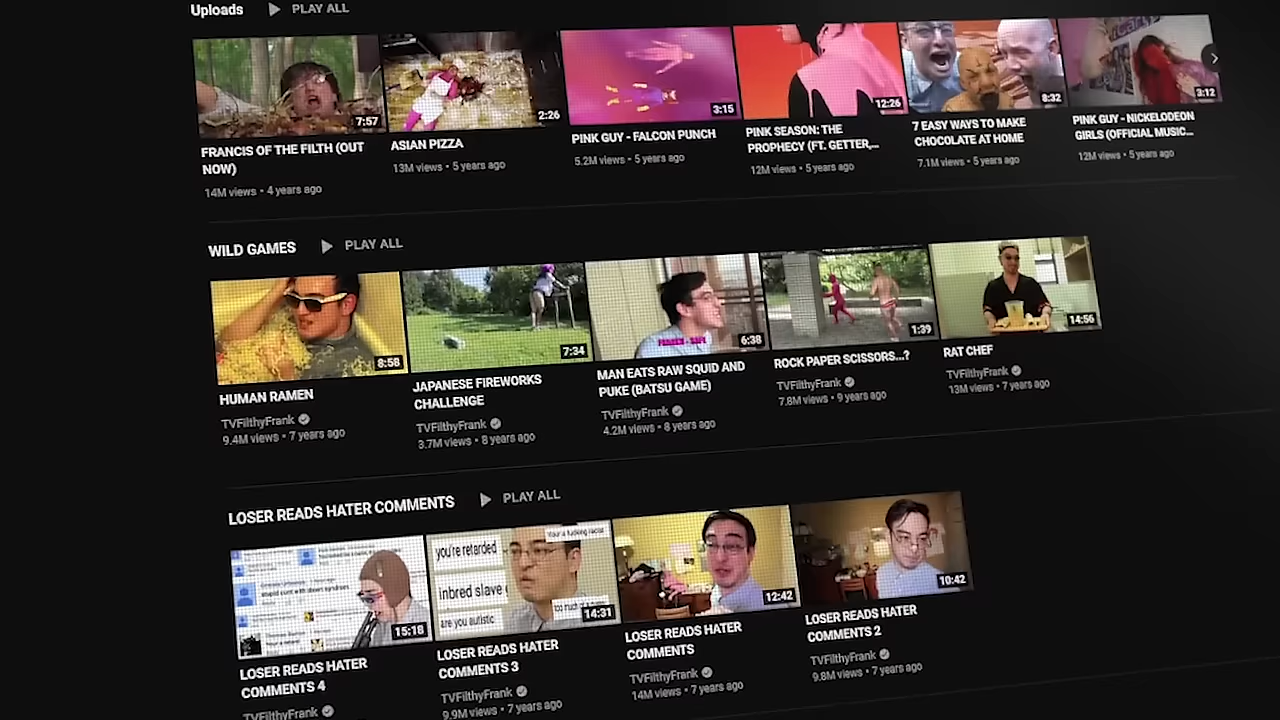 Uploads PLAY ALL
7:57
2:26
3:15
12:26
8:32
3:12
FRANCIS OF THE FILTH (OUT NOW)
14M views • 4 years ago
ASIAN PIZZA
13M views • 5 years ago
PINK GUY - FALCON PUNCH
5.2M views • 5 years ago
PINK SEASON: THE
PROPHECY (FT. GETTER,...
12M views • 5 years ago
7 EASY WAYS TO MAKE
CHOCOLATE AT HOME
7.1M views • 5 years ago
PINK GUY - NICKELODEON
GIRLS (OFFICIAL MUSIC...
12M views • 5 years ago
WILD GAMES PLAY ALL
8:58
7:34
6:38
1:39
14:56
HUMAN RAMEN
TVFilthyFrank
9.4M views • 7 years ago
JAPANESE FIREWORKS
CHALLENGE
TVFilthyFrank
3.7M views • 8 years ago
MAN EATS RAW SQUID AND
PUKE (BATSU GAME)
TVFilthyFrank
4.2M views • 8 years ago
ROCK PAPER SCISSORS...?
TVFilthyFrank
7.8M views • 9 years ago
RAT CHEF
TVFilthyFrank
13M views • 7 years ago
LOSER READS HATER COMMENTS PLAY ALL
15:18
you're retarded
inbred slave
are you autistic
14:31
12:42
10:42
LOSER READS HATER
COMMENTS 4
TVFilthyFrank
LOSER READS HATER
COMMENTS 3
TVFilthyFrank
9.9M views • 7 years ago
LOSER READS HATER
COMMENTS
TVFilthyFrank
14M views • 7 years ago
LOSER READS HATER
COMMENTS 2
TVFilthyFrank
9.8M views • 7 years ago